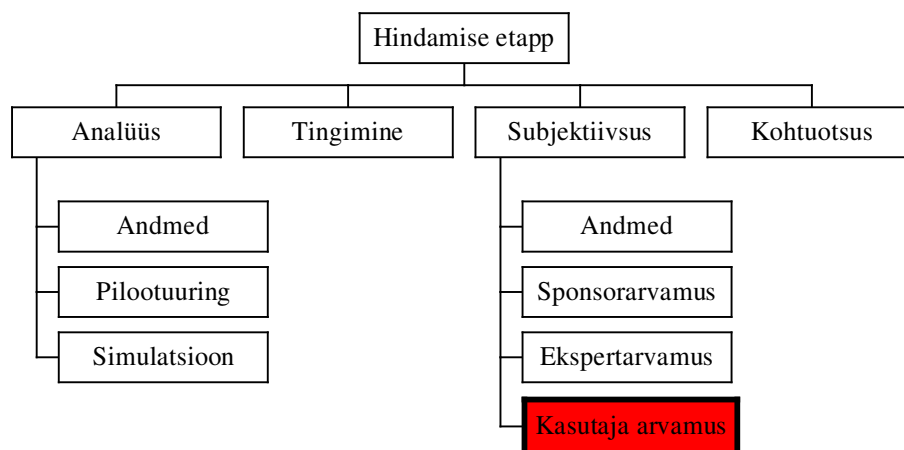 Hindamise etapp
Analüüs
Tingimine
Subjektiivsus
Kohtuotsus
Andmed
Pilootuuring
Simulatsioon
Andmed
Sponsorarvamus
Ekspertarvamus
Kasutaja arvamus